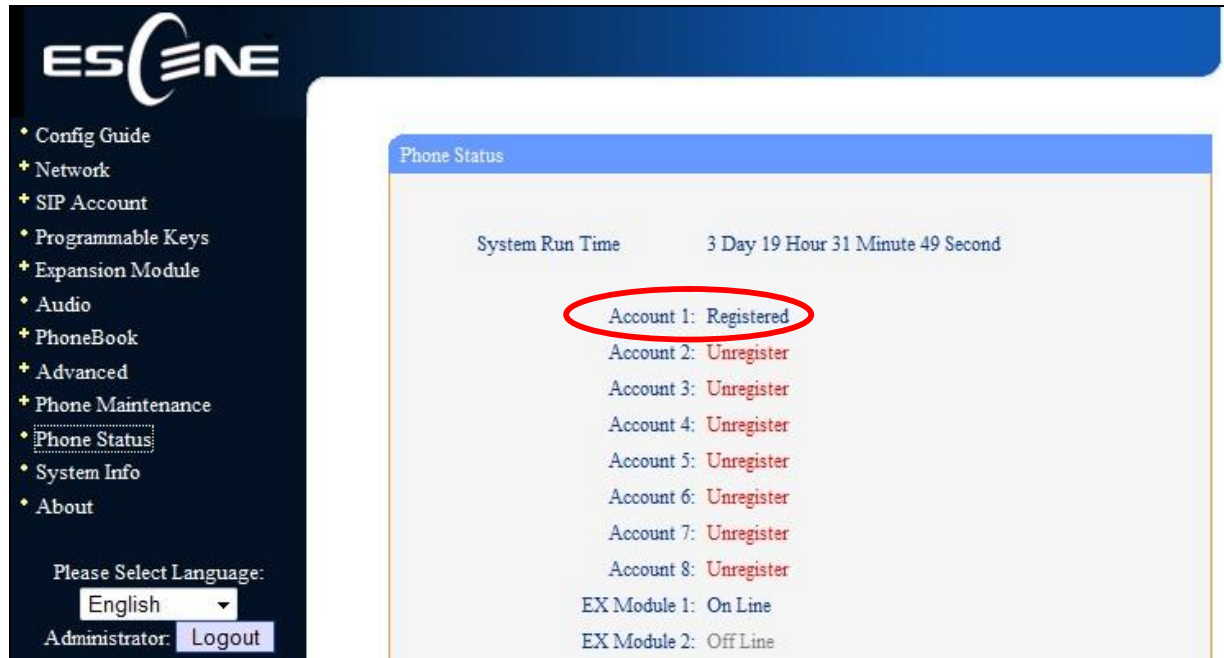 ESCENE
Config Guide
Network
SIP Account
Programmable Keys
Expansion Module
Audio
PhoneBook
Advanced
Phone Maintenance
Phone Status
System Info
About
Please Select Language:
English
Administrator: Logout
Phone Status
System Run Time 3 Day 19 Hour 31 Minute 49 Second
Account 1: Registered
Account 2: Unregister
Account 3: Unregister
Account 4: Unregister
Account 5: Unregister
Account 6: Unregister
Account 7: Unregister
Account 8: Unregister
EX Module 1: On Line
EX Module 2: Off Line